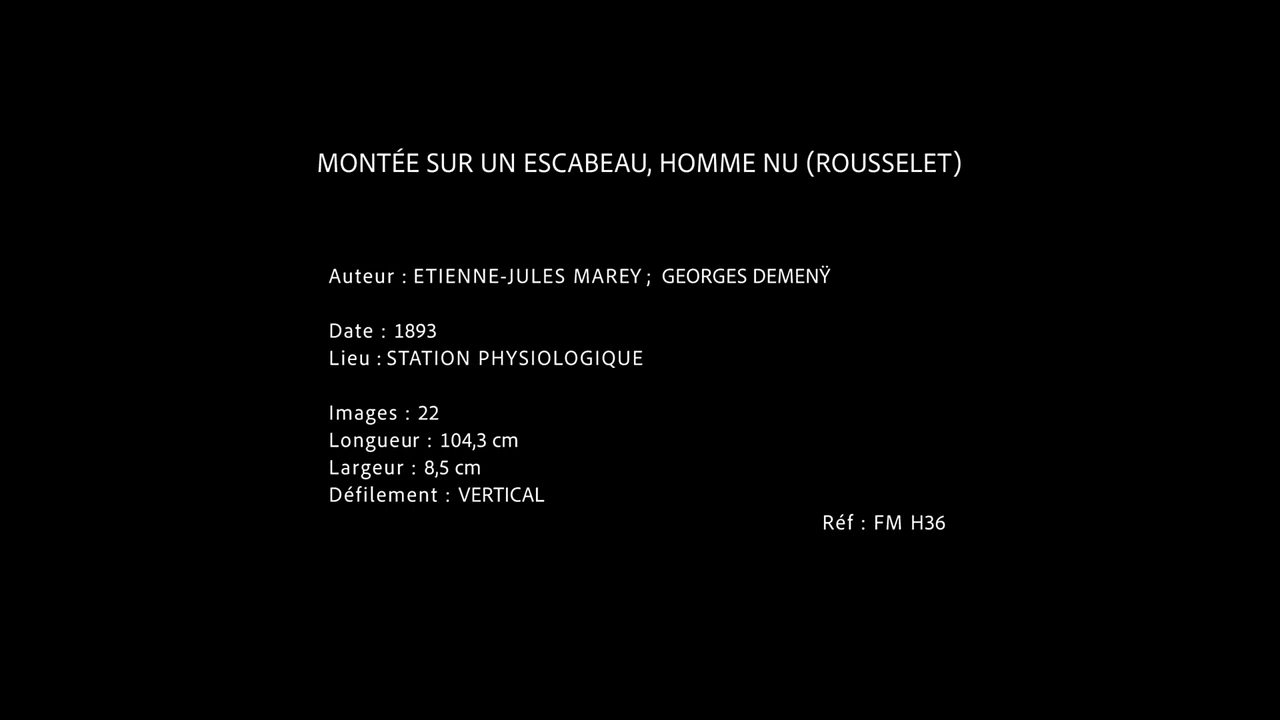 MONTÉE SUR UN ESCABEAU, HOMME NU (ROUSSELET)
Auteur : ETIENNE-JULES MAREY ; GEORGES DEMENŸ
Date : 1893
Lieu : STATION PHYSIOLOGIQUE
Images : 22
Longueur : 104,3 cm
Largeur : 8,5 cm
Défilement : VERTICAL
Réf : FM H36